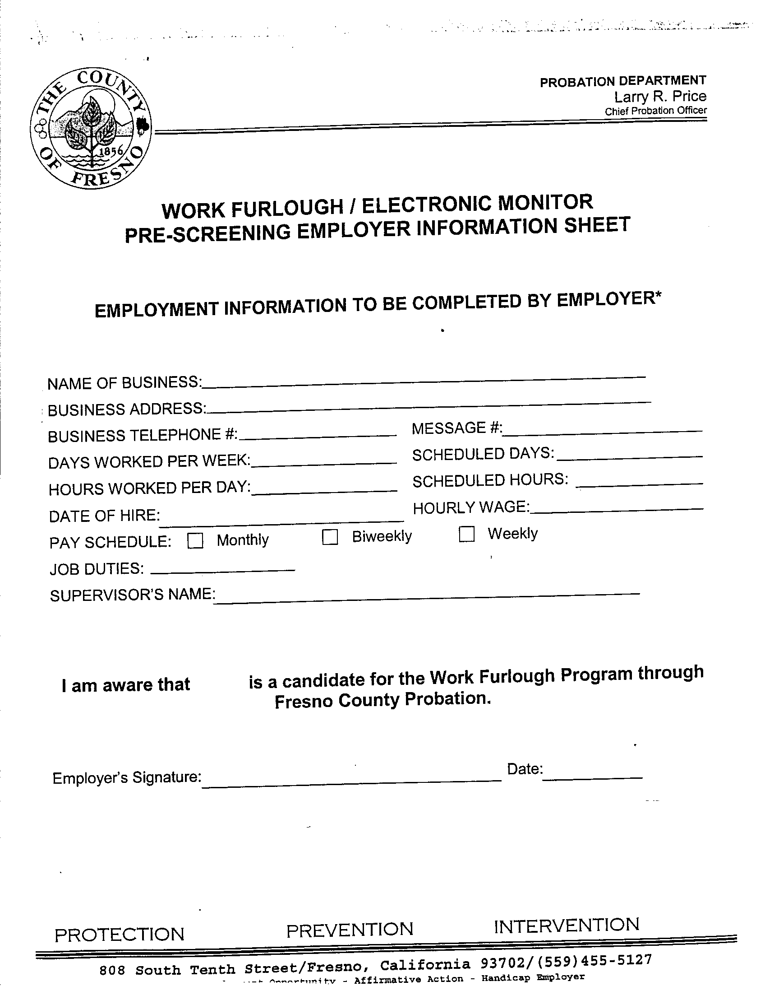 THE COUNTY OF FRESNO
1856
PROBATION DEPARTMENT
Larry R. Price
Chief Probation Officer
WORK FURLOUGH / ELECTRONIC MONITOR
PRE-SCREENING EMPLOYER INFORMATION SHEET
EMPLOYMENT INFORMATION TO BE COMPLETED BY EMPLOYER*
NAME OF BUSINESS:
BUSINESS ADDRESS:
BUSINESS TELEPHONE #: MESSAGE #:
DAYS WORKED PER WEEK: SCHEDULED DAYS:
HOURS WORKED PER DAY: SCHEDULED HOURS:
DATE OF HIRE: HOURLY WAGE:
PAY SCHEDULE: Monthly Biweekly Weekly
JOB DUTIES:
SUPERVISOR'S NAME:
I am aware that is a candidate for the Work Furlough Program through
Fresno County Probation.
Employer's Signature: Date:
PROTECTION PREVENTION INTERVENTION
808 South Tenth Street/Fresno, California 93702/(559)455-5127
Opportunity - Affirmative Action - Handicap Employer